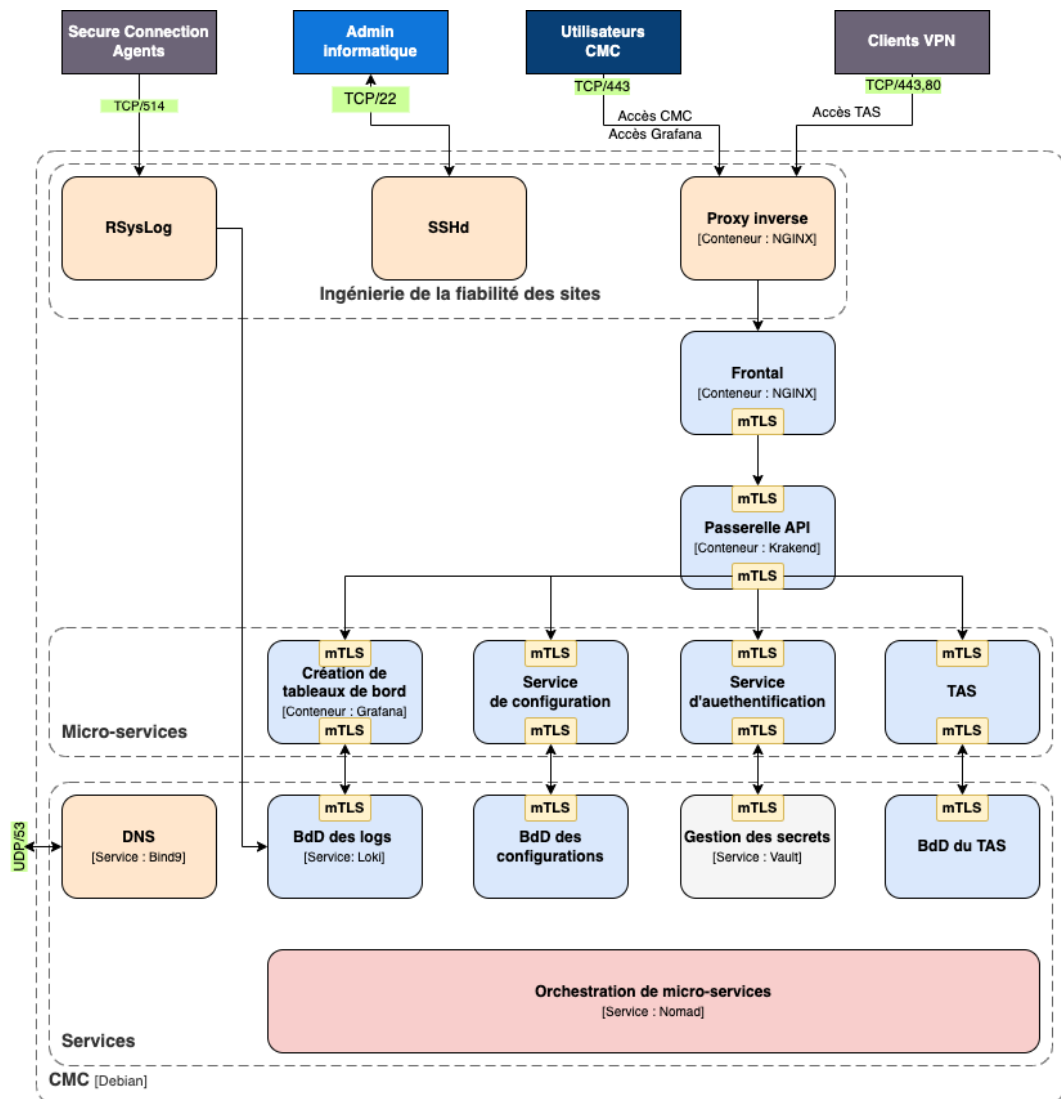 Secure Connection
Agents
Admin
informatique
Utilisateurs
CMC
Clients VPN
TCP/514
TCP/22
TCP/443
TCP/443,80
Accès CMC
Accès Grafana
Accès TAS
RSysLog
SSHd
Proxy inverse
[Conteneur : NGINX]
Ingénierie de la fiabilité des sites
Frontal
[Conteneur : NGINX]
mTLS
mTLS
Passerelle API
[Conteneur : Krakend]
mTLS
mTLS
Création de
tableaux de bord
[Conteneur : Grafana]
mTLS
mTLS
Service
de configuration
mTLS
mTLS
Service
d'auethentification
mTLS
mTLS
TAS
mTLS
Micro-services
UDP/53
DNS
[Service : Bind9]
mTLS
BdD des logs
[Service: Loki]
mTLS
BdD des
configurations
mTLS
Gestion des secrets
[Service : Vault]
mTLS
BdD du TAS
Orchestration de micro-services
[Service : Nomad]
Services
CMC [Debian]